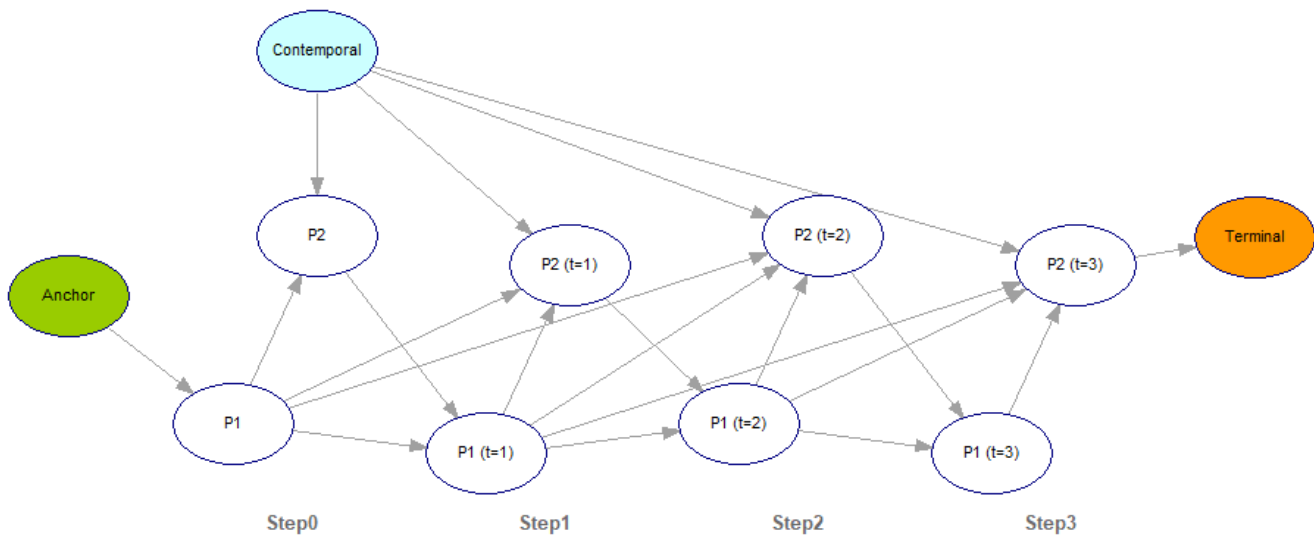 Contemporal
P2
P2 (t=2)
Terminal
P2 (t=1)
P2 (t=3)
Anchor
P1
P1 (t=2)
P1 (t=1)
P1 (t=3)
Step0
Step1
Step2
Step3